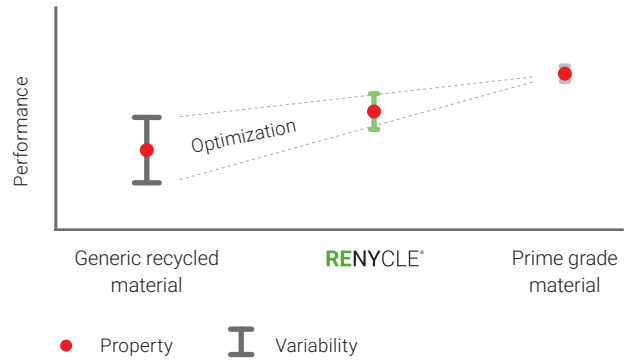 Performance
Optimization
Generic recycled
material
RENYCLE®
Prime grade
material
Property
Variability